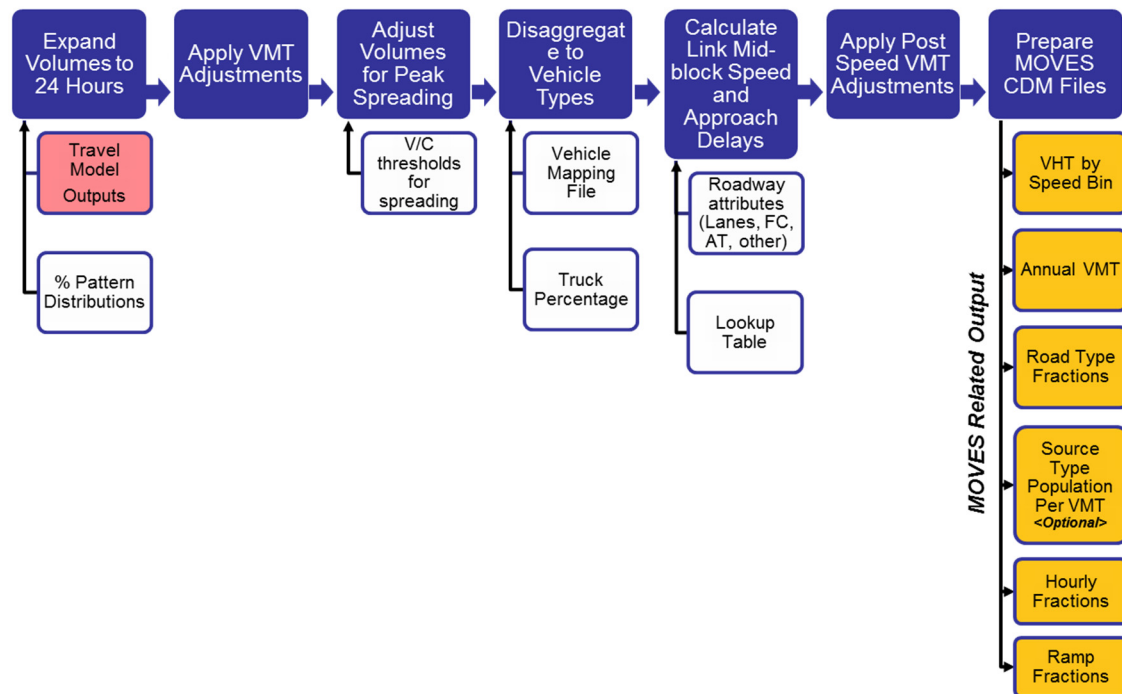 Expand
Volumes to
24 Hours
Apply VMT
Adjustments
Adjust
Volumes for
Peak
Spreading
Disaggregat
e to
Vehicle
Types
Calculate
Link Mid-
block Speed
and
Approach
Delays
Apply Post
Speed VMT
Adjustments
Prepare
MOVES
CDM Files
Travel
Model
Outputs
% Pattern
Distributions
V/C
thresholds
for
spreading
Vehicle
Mapping
File
Truck
Percentage
Roadway
attributes
(Lanes, FC,
AT, other)
Lookup
Table
MOVES Related Output
VHT by
Speed Bin
Annual VMT
Road Type
Fractions
Source
Type
Population
Per VMT
<Optional>
Hourly
Fractions
Ramp
Fractions